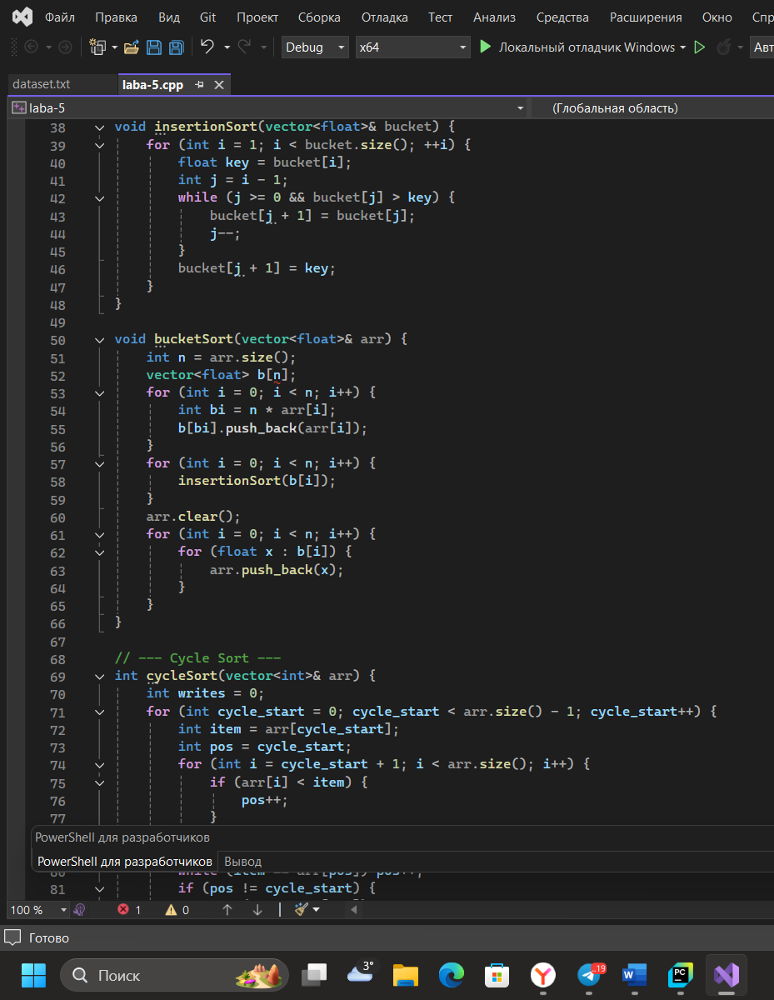 Файл Правка Вид Git Проект Сборка Отладка Тест Анализ Средства Расширения Окно Спр
Debug x64 Локальный отладчик Windows Авт
dataset.txt laba-5.cpp
laba-5 (Глобальная область)
38 void insertionSort(vector<float>& bucket) {
39 for (int i = 1; i < bucket.size(); ++i) {
40 float key = bucket[i];
41 int j = i - 1;
42 while (j >= 0 && bucket[j] > key) {
43 bucket[j + 1] = bucket[j];
44 j--;
45 }
46 bucket[j + 1] = key;
47 }
48 }
49
50 void bucketSort(vector<float>& arr) {
51 int n = arr.size();
52 vector<float> b[n];
53 for (int i = 0; i < n; i++) {
54 int bi = n * arr[i];
55 b[bi].push_back(arr[i]);
56 }
57 for (int i = 0; i < n; i++) {
58 insertionSort(b[i]);
59 }
60 arr.clear();
61 for (int i = 0; i < n; i++) {
62 for (float x : b[i]) {
63 arr.push_back(x);
64 }
65 }
66 }
67
68 // --- Cycle Sort ---
69 int cycleSort(vector<int>& arr) {
70 int writes = 0;
71 for (int cycle_start = 0; cycle_start < arr.size() - 1; cycle_start++) {
72 int item = arr[cycle_start];
73 int pos = cycle_start;
74 for (int i = cycle_start + 1; i < arr.size(); i++) {
75 if (arr[i] < item) {
76 pos++;
77 }
PowerShell для разработчиков
PowerShell для разработчиков Вывод
80 while (item == arr[pos]) pos++;
81 if (pos != cycle_start) {
100 % 1 0
Готово
Поиск 3° 19 W PC